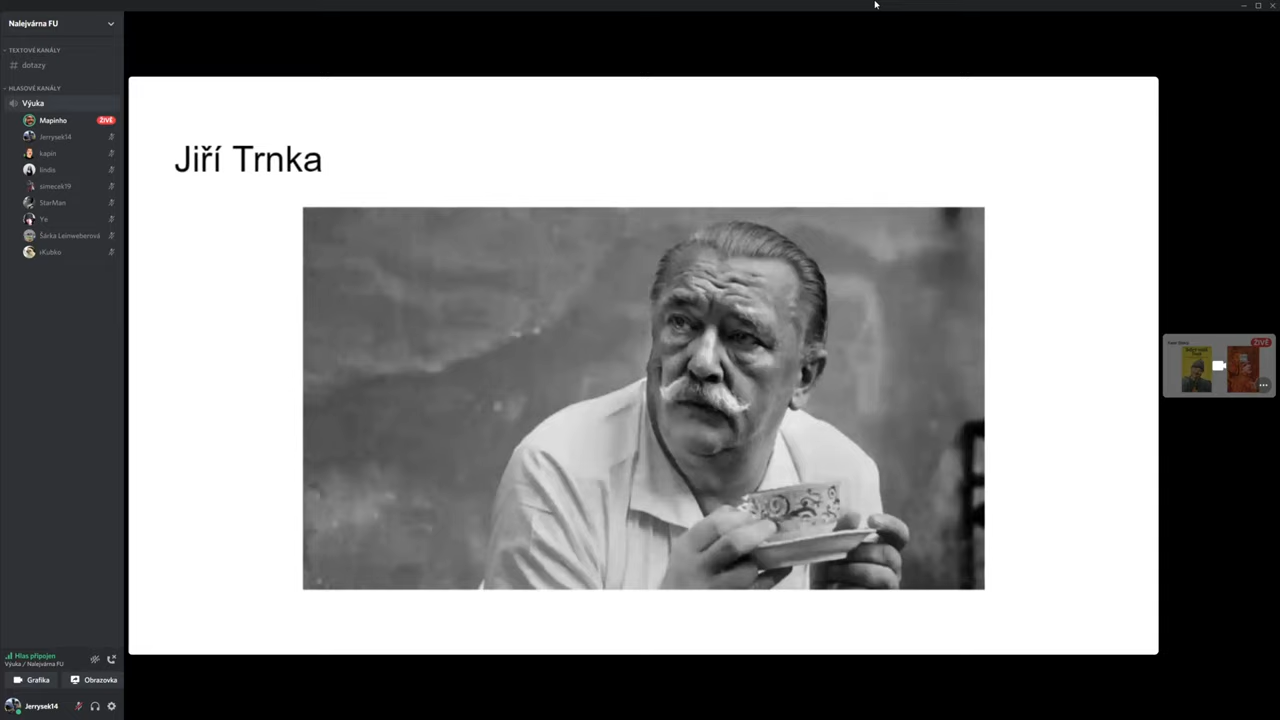 Nalejvárna FU
TEXTOVÉ KANÁLY
# dotazy
HLASOVÉ KANÁLY
Výuka
Mapinho ŽIVĚ
Jerrysek14
kapin
lindis
simecek19
StarMan
Ye
Šárka Leinweberová
rKubko
Jiří Trnka
ŽIVĚ
Hlas připojen
Výuka / Nalejvárna FU
Grafika Obrazovka
Jerrysek14